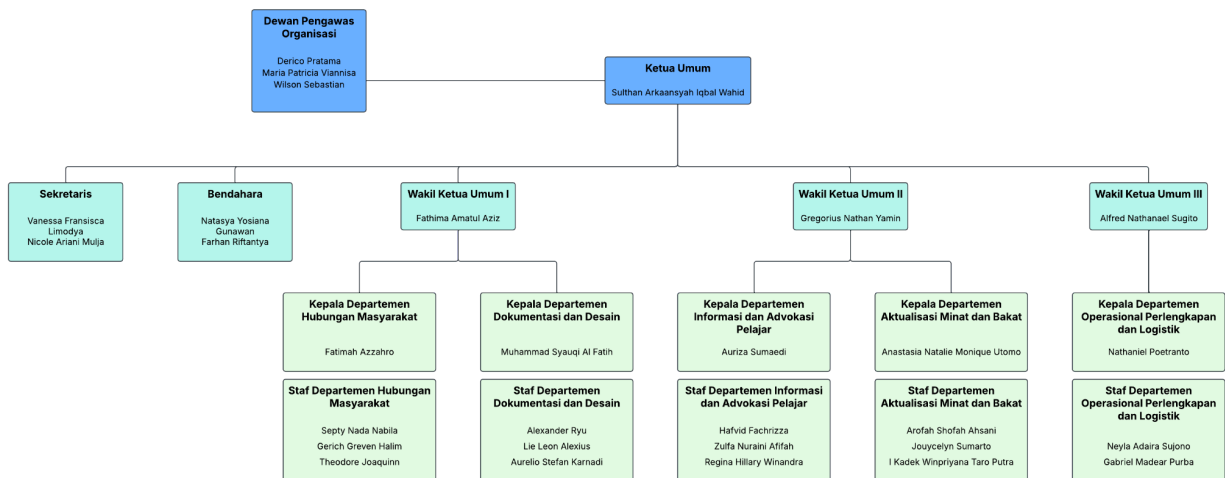 Dewan Pengawas
Organisasi
Derico Pratama
Maria Patricia Viannisa
Wilson Sebastian
Ketua Umum
Sulthan Arkaansyah Iqbal Wahid
Sekretaris
Vanessa Fransisca
Limodya
Nicole Ariani Mulja
Bendahara
Natasya Yosiana
Gunawan
Farhan Riftantya
Wakil Ketua Umum I
Fathima Amatul Aziz
Wakil Ketua Umum II
Gregorius Nathan Yamin
Wakil Ketua Umum III
Alfred Nathanael Sugito
Kepala Departemen
Hubungan Masyarakat
Fatimah Azzahro
Kepala Departemen
Dokumentasi dan Desain
Muhammad Syauqi Al Fatih
Kepala Departemen
Informasi dan Advokasi
Pelajar
Auriza Sumaedi
Kepala Departemen
Aktualisasi Minat dan Bakat
Anastasia Natalie Monique Utomo
Kepala Departemen
Operasional Perlengkapan
dan Logistik
Nathaniel Poetranto
Staf Departemen Hubungan
Masyarakat
Septy Nada Nabila
Gerich Greven Halim
Theodore Joaquinn
Staf Departemen
Dokumentasi dan Desain
Alexander Ryu
Lie Leon Alexius
Aurelio Stefan Karnadi
Staf Departemen Informasi
dan Advokasi Pelajar
Hafvid Fachrizza
Zulfa Nuraini Afifah
Regina Hillary Winandra
Staf Departemen
Aktualisasi Minat dan Bakat
Arofah Shofah Ahsani
Jouycelyn Sumarto
I Kadek Winpriyana Taro Putra
Staf Departemen
Operasional Perlengkapan
dan Logistik
Neyla Adaira Sujono
Gabriel Madear Purba